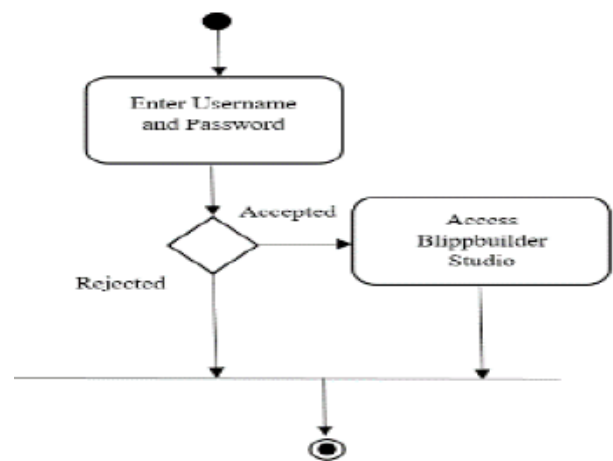 Enter Username
and Password
Accepted
Access
Blippbuilder
Studio
Rejected